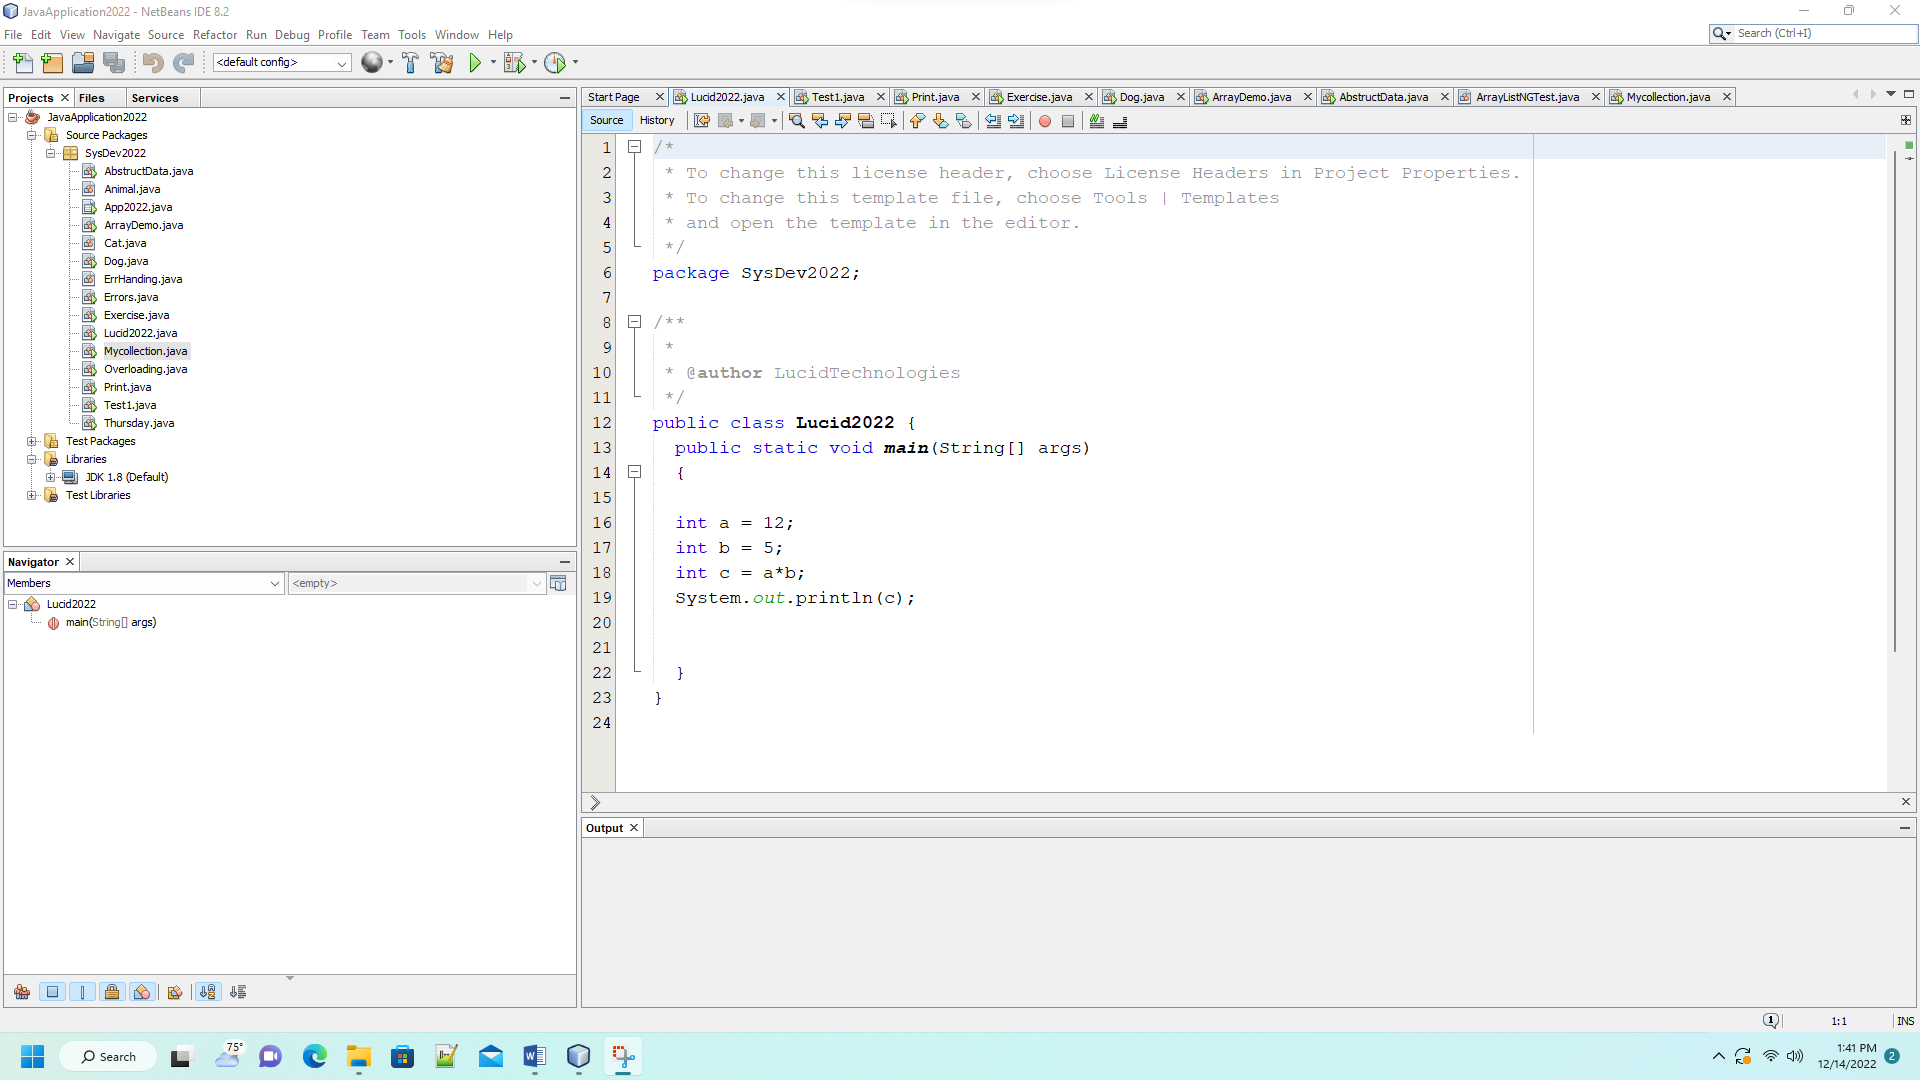 JavaApplication2022 - NetBeans IDE 8.2
File Edit View Navigate Source Refactor Run Debug Profile Team Tools Window Help
Search (Ctrl+I)
<default config>
Projects Files Services
JavaApplication2022
Source Packages
SysDev2022
AbstructData.java
Animal.java
App2022.java
ArrayDemo.java
Cat.java
Dog.java
ErrHanding.java
Errors.java
Exercise.java
Lucid2022.java
Mycollection.java
Overloading.java
Print.java
Test1.java
Thursday.java
Test Packages
Libraries
JDK 1.8 (Default)
Test Libraries
Navigator
Members <empty>
Lucid2022
main(String[] args)
Start Page Lucid2022.java Test1.java Print.java Exercise.java Dog.java ArrayDemo.java AbstructData.java ArrayListNGTest.java Mycollection.java
Source History
1 /*
2 * To change this license header, choose License Headers in Project Properties.
3 * To change this template file, choose Tools | Templates
4 * and open the template in the editor.
5 */
6 package SysDev2022;
7
8 /**
9 *
10 * @author LucidTechnologies
11 */
12 public class Lucid2022 {
13 public static void main(String[] args)
14 {
15
16 int a = 12;
17 int b = 5;
18 int c = a*b;
19 System.out.println(c);
20
21
22 }
23 }
24
Output
1 1:1 INS
Search
75°
1:41 PM
12/14/2022
2